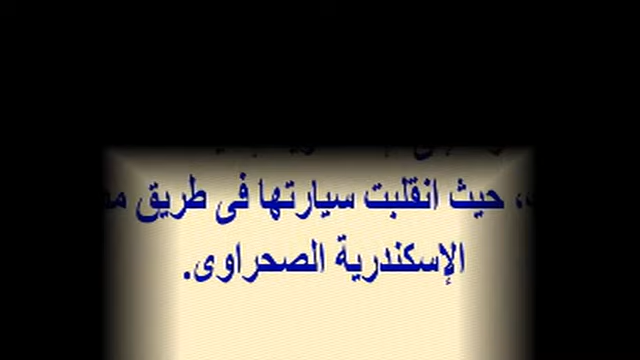 ، حيث انقلبت سيارتها فى طريق
الإسكندرية الصحراوى.